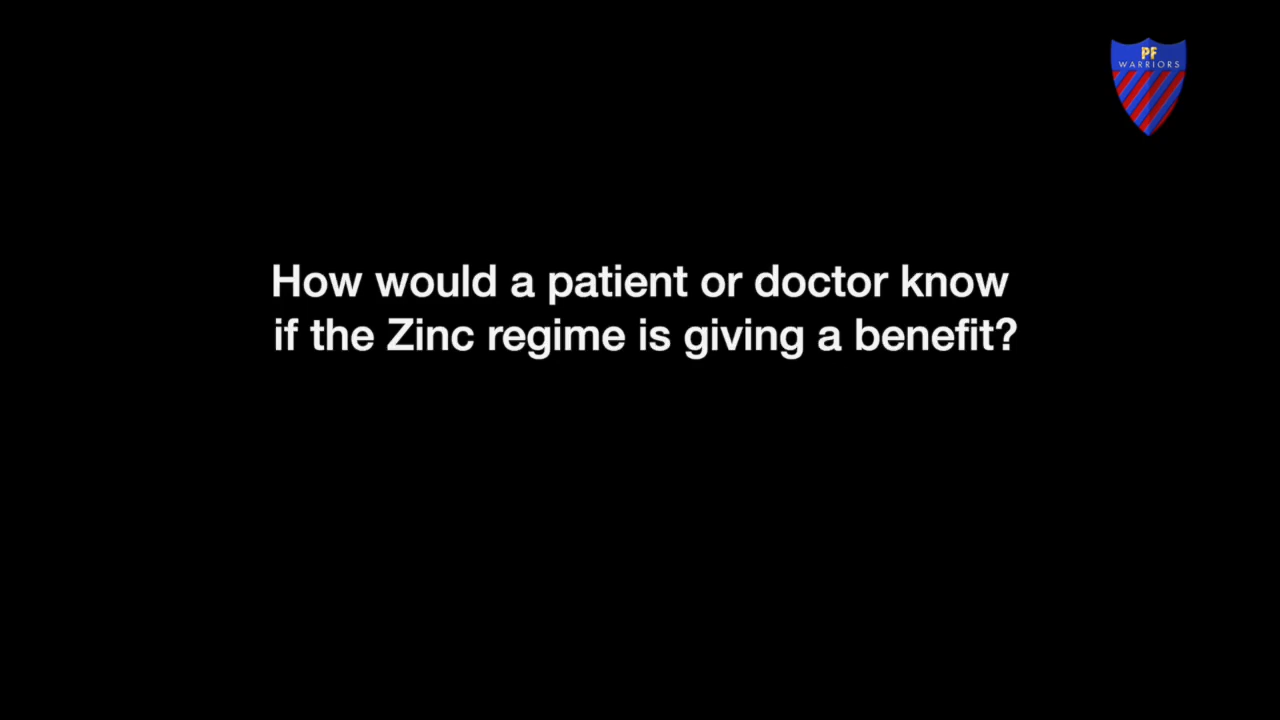 PF
WARRIORS
How would a patient or doctor know
if the Zinc regime is giving a benefit?